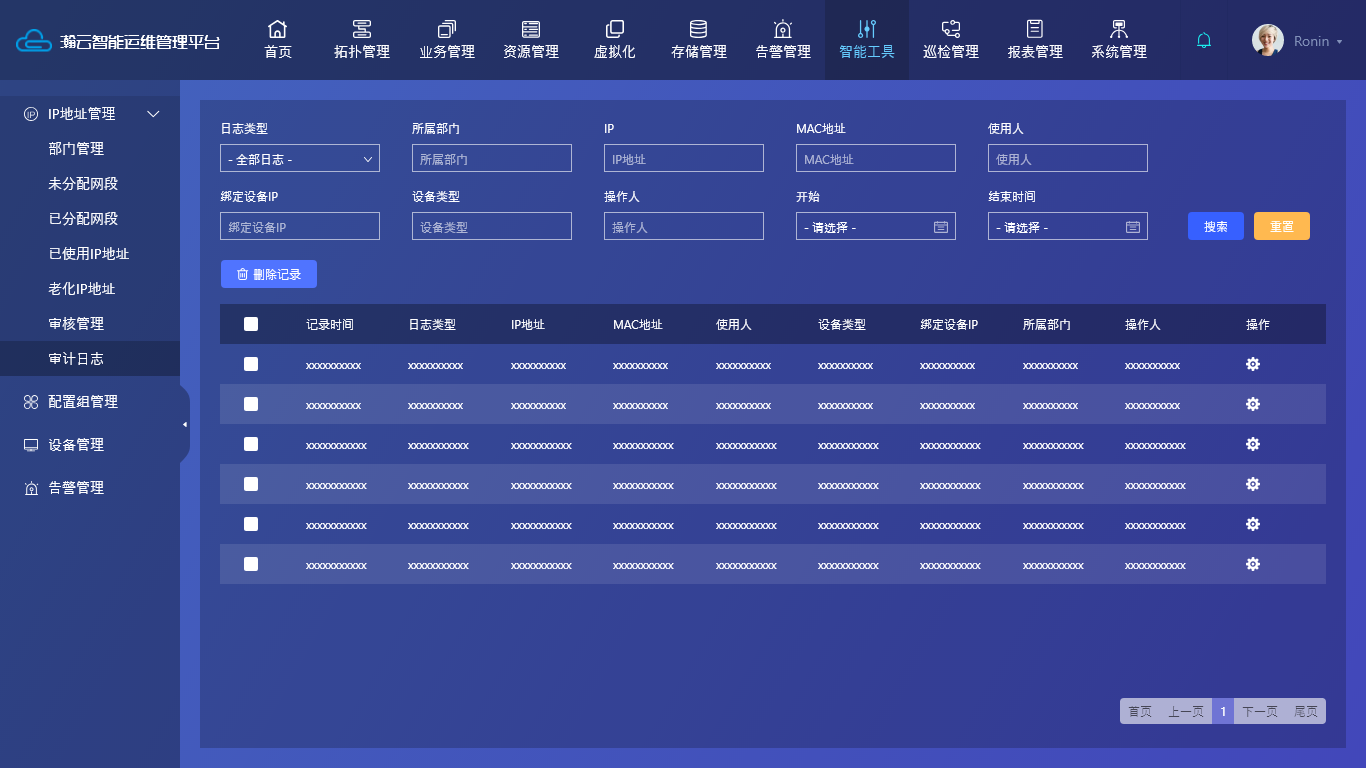 瀚云智能运维管理平台 首页 拓扑管理 业务管理 资源管理 虚拟化 存储管理 告警管理 智能工具 巡检管理 报表管理 系统管理 Ronin
IP地址管理
部门管理
未分配网段
已分配网段
已使用IP地址
老化IP地址
审核管理
审计日志
配置组管理
设备管理
告警管理
日志类型 所属部门 IP MAC地址 使用人
- 全部日志 - 所属部门 IP地址 MAC地址 使用人
绑定设备IP 设备类型 操作人 开始 结束时间
绑定设备IP 设备类型 操作人 - 请选择 - - 请选择 - 搜索 重置
删除记录
记录时间 日志类型 IP地址 MAC地址 使用人 设备类型 绑定设备IP 所属部门 操作人 操作
xxxxxxxxxx xxxxxxxxxx xxxxxxxxxx xxxxxxxxxx xxxxxxxxxx xxxxxxxxxx xxxxxxxxxx xxxxxxxxxx xxxxxxxxxx
xxxxxxxxxx xxxxxxxxxx xxxxxxxxxx xxxxxxxxxx xxxxxxxxxx xxxxxxxxxx xxxxxxxxxx xxxxxxxxxx xxxxxxxxxx
xxxxxxxxxxx xxxxxxxxxxx xxxxxxxxxxx xxxxxxxxxxx xxxxxxxxxxx xxxxxxxxxxx xxxxxxxxxxx xxxxxxxxxxx xxxxxxxxxxx
xxxxxxxxxxx xxxxxxxxxxx xxxxxxxxxxx xxxxxxxxxxx xxxxxxxxxxx xxxxxxxxxxx xxxxxxxxxxx xxxxxxxxxxx xxxxxxxxxxx
xxxxxxxxxxx xxxxxxxxxxx xxxxxxxxxxx xxxxxxxxxxx xxxxxxxxxxx xxxxxxxxxxx xxxxxxxxxxx xxxxxxxxxxx xxxxxxxxxxx
xxxxxxxxxxx xxxxxxxxxxx xxxxxxxxxxx xxxxxxxxxxx xxxxxxxxxxx xxxxxxxxxxx xxxxxxxxxxx xxxxxxxxxxx xxxxxxxxxxx
首页 上一页 1 下一页 尾页